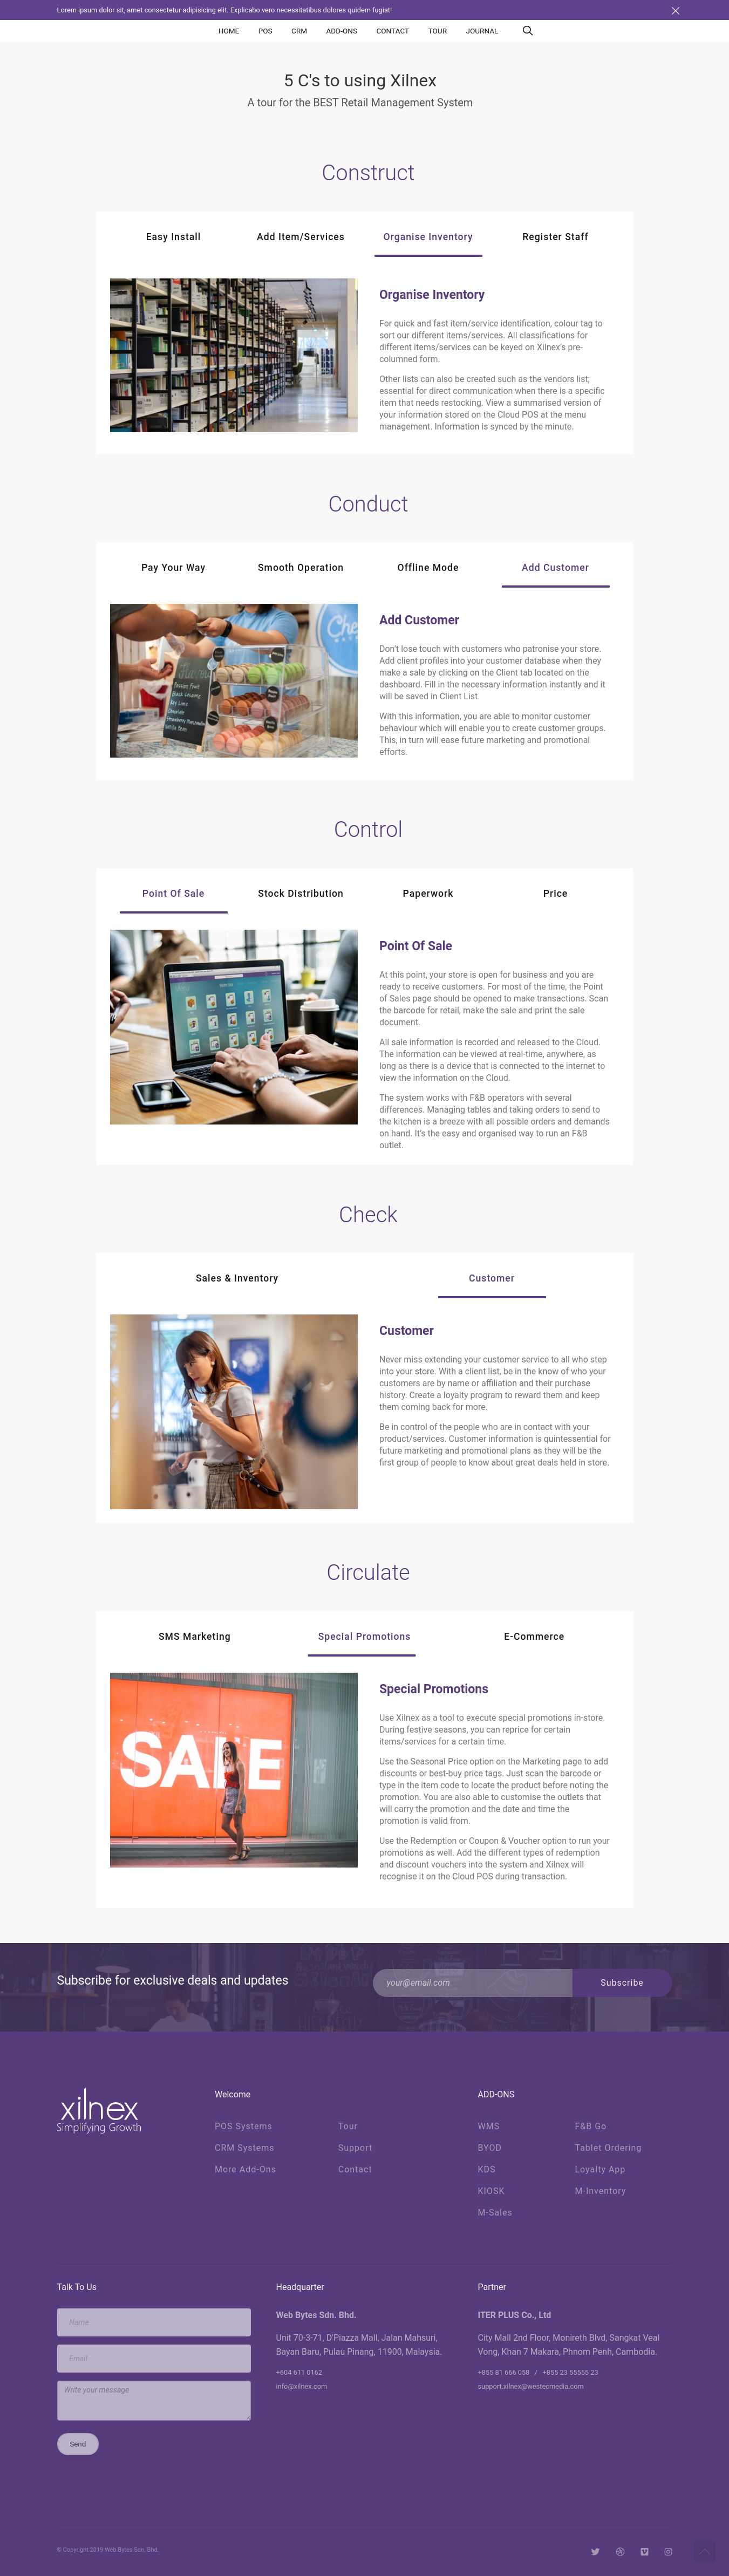 Lorem ipsum dolor sit, amet consectetur adipisicing elit. Explicabo vero necessitatibus dolores quidem fugiat!
HOME POS CRM ADD-ONS CONTACT TOUR JOURNAL
5 C's to using Xilnex
A tour for the BEST Retail Management System
Construct
Easy Install Add Item/Services Organise Inventory Register Staff
Organise Inventory
For quick and fast item/service identification, colour tag to
sort our different items/services. All classifications for
different items/services can be keyed on Xilnex's pre-
columned form.
Other lists can also be created such as the vendors list;
essential for direct communication when there is a specific
item that needs restocking. View a summarised version of
your information stored on the Cloud POS at the menu
management. Information is synced by the minute.
Conduct
Pay Your Way Smooth Operation Offline Mode Add Customer
Add Customer
Don't lose touch with customers who patronise your store.
Add client profiles into your customer database when they
make a sale by clicking on the Client tab located on the
dashboard. Fill in the necessary information instantly and it
will be saved in Client List.
With this information, you are able to monitor customer
behaviour which will enable you to create customer groups.
This, in turn will ease future marketing and promotional
efforts.
Control
Point Of Sale Stock Distribution Paperwork Price
Point Of Sale
At this point, your store is open for business and you are
ready to receive customers. For most of the time, the Point
of Sales page should be opened to make transactions. Scan
the barcode for retail, make the sale and print the sale
document.
All sale information is recorded and released to the Cloud.
The information can be viewed at real-time, anywhere, as
long as there is a device that is connected to the internet to
view the information on the Cloud.
The system works with F&B operators with several
differences. Managing tables and taking orders to send to
the kitchen is a breeze with all possible orders and demands
on hand. It's the easy and organised way to run an F&B
outlet.
Check
Sales & Inventory Customer
Customer
Never miss extending your customer service to all who step
into your store. With a client list, be in the know of who your
customers are by name or affiliation and their purchase
history. Create a loyalty program to reward them and keep
them coming back for more.
Be in control of the people who are in contact with your
product/services. Customer information is quintessential for
future marketing and promotional plans as they will be the
first group of people to know about great deals held in store.
Circulate
SMS Marketing Special Promotions E-Commerce
SALE
Special Promotions
Use Xilnex as a tool to execute special promotions in-store.
During festive seasons, you can reprice for certain
items/services for a certain time.
Use the Seasonal Price option on the Marketing page to add
discounts or best-buy price tags. Just scan the barcode or
type in the item code to locate the product before noting the
promotion. You are also able to customise the outlets that
will carry the promotion and the date and time the
promotion is valid from.
Use the Redemption or Coupon & Voucher option to run your
promotions as well. Add the different types of redemption
and discount vouchers into the system and Xilnex will
recognise it on the Cloud POS during transaction.
Subscribe for exclusive deals and updates
your@email.com
Subscribe
xilnex
Simplifying Growth
Welcome
POS Systems Tour
CRM Systems Support
More Add-Ons Contact
ADD-ONS
WMS F&B Go
BYOD Tablet Ordering
KDS Loyalty App
KIOSK M-Inventory
M-Sales
Talk To Us
Name
Email
Write your message
Send
Headquarter
Web Bytes Sdn. Bhd.
Unit 70-3-71, D'Piazza Mall, Jalan Mahsuri,
Bayan Baru, Pulau Pinang, 11900, Malaysia.
+604 611 0162
info@xilnex.com
Partner
ITER PLUS Co., Ltd
City Mall 2nd Floor, Monireth Blvd, Sangkat Veal
Vong, Khan 7 Makara, Phnom Penh, Cambodia.
+855 81 666 058 / +855 23 55555 23
support.xilnex@westecmedia.com
© Copyright 2019 Web Bytes Sdn. Bhd.